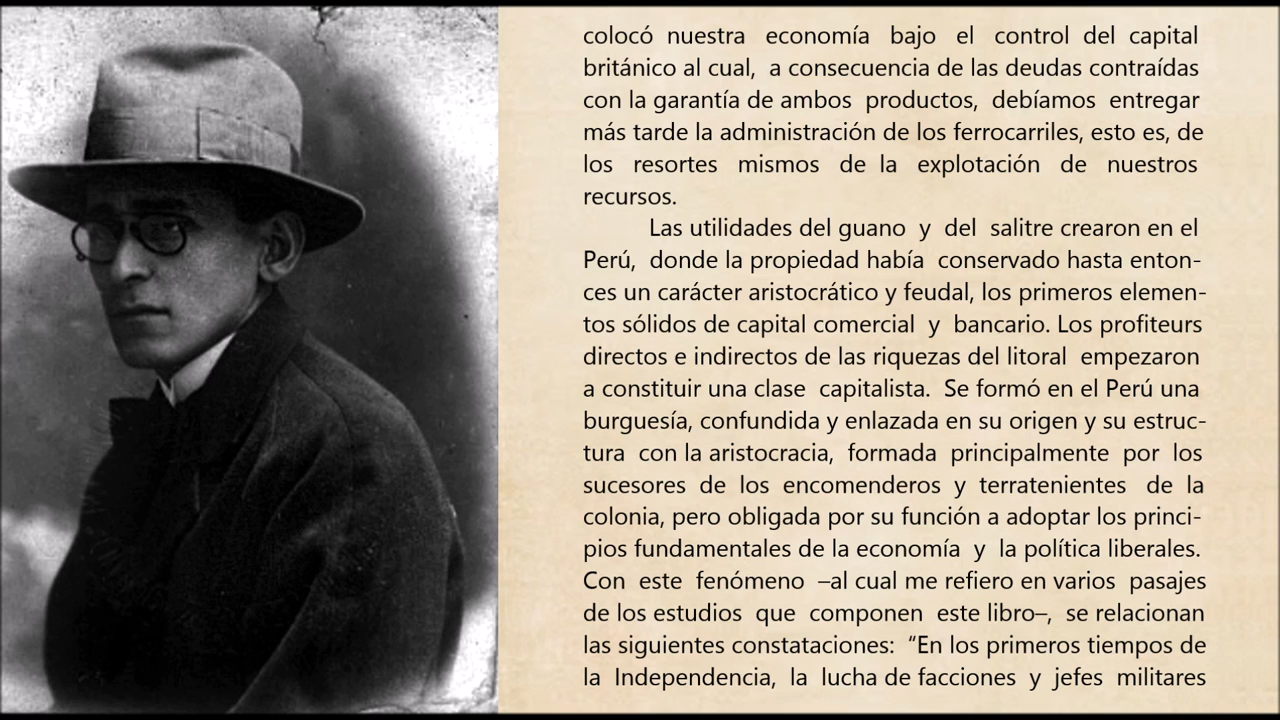 colocó nuestra economía bajo el control del capital
británico al cual, a consecuencia de las deudas contraídas
con la garantía de ambos productos, debíamos entregar
más tarde la administración de los ferrocarriles, esto es, de
los resortes mismos de la explotación de nuestros
recursos.
Las utilidades del guano y del salitre crearon en el
Perú, donde la propiedad había conservado hasta enton-
ces un carácter aristocrático y feudal, los primeros elemen-
tos sólidos de capital comercial y bancario. Los profiteurs
directos e indirectos de las riquezas del litoral empezaron
a constituir una clase capitalista. Se formó en el Perú una
burguesía, confundida y enlazada en su origen y su estruc-
tura con la aristocracia, formada principalmente por los
sucesores de los encomenderos y terratenientes de la
colonia, pero obligada por su función a adoptar los princi-
pios fundamentales de la economía y la política liberales.
Con este fenómeno –al cual me refiero en varios pasajes
de los estudios que componen este libro–, se relacionan
las siguientes constataciones: “En los primeros tiempos de
la Independencia, la lucha de facciones y jefes militares